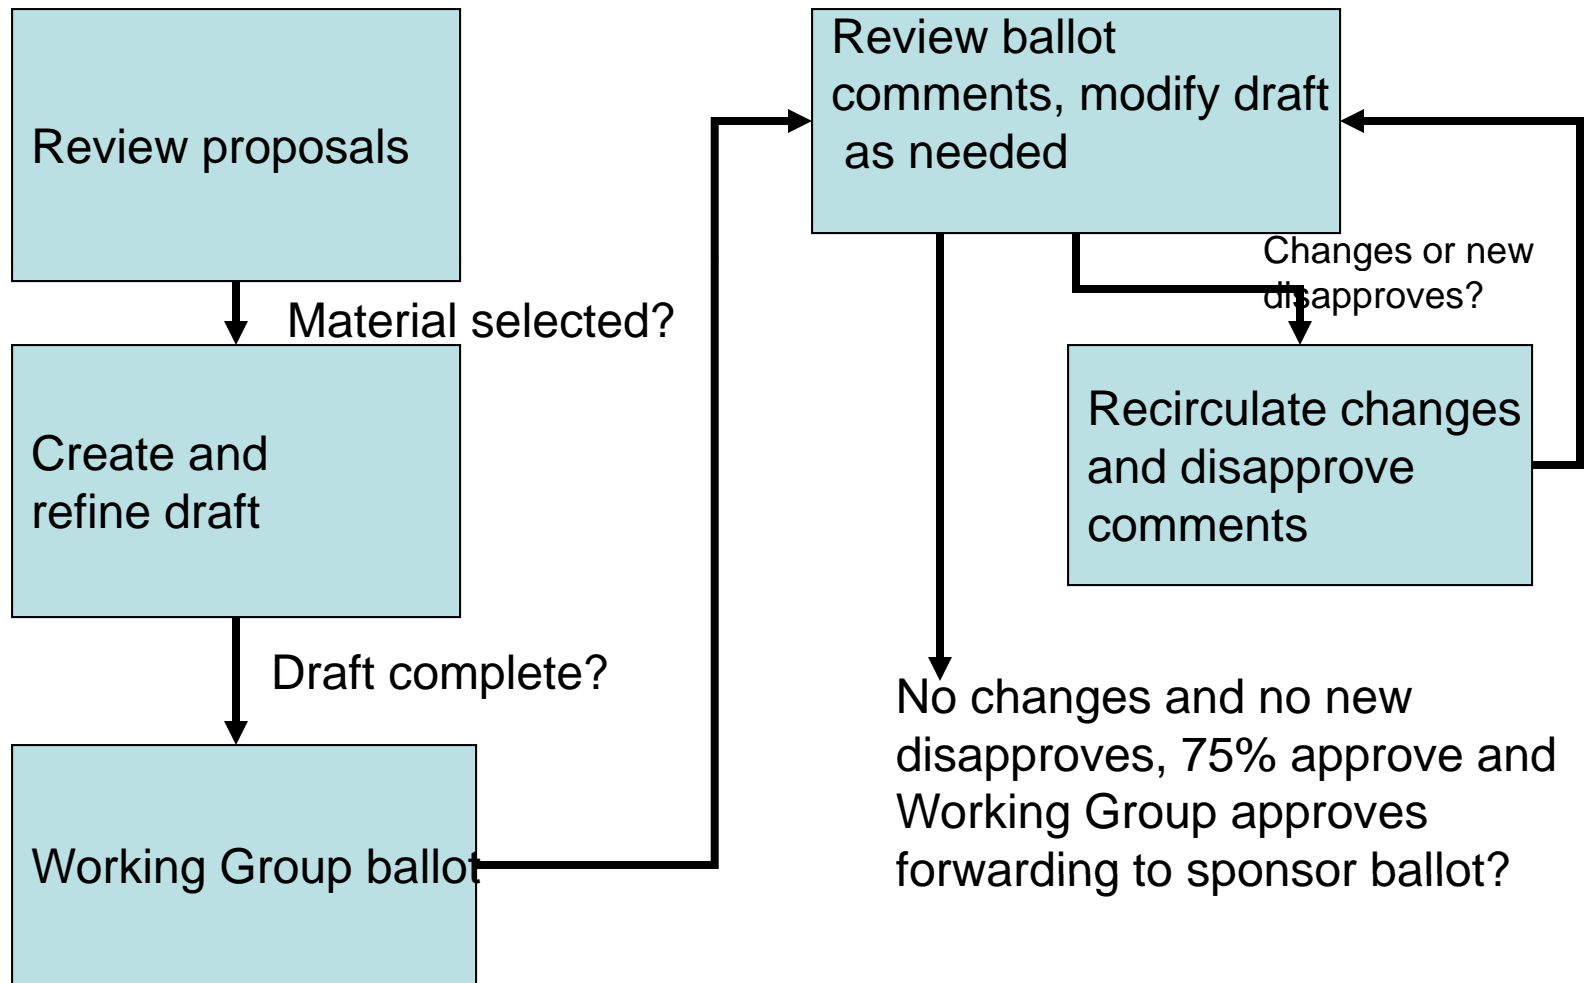 Review proposals
Material selected?
Create and
refine draft
Draft complete?
Working Group ballot
Review ballot
comments, modify draft
as needed
Changes or new
disapproves?
Recirculate changes
and disapprove
comments
No changes and no new
disapproves, 75% approve and
Working Group approves
forwarding to sponsor ballot?